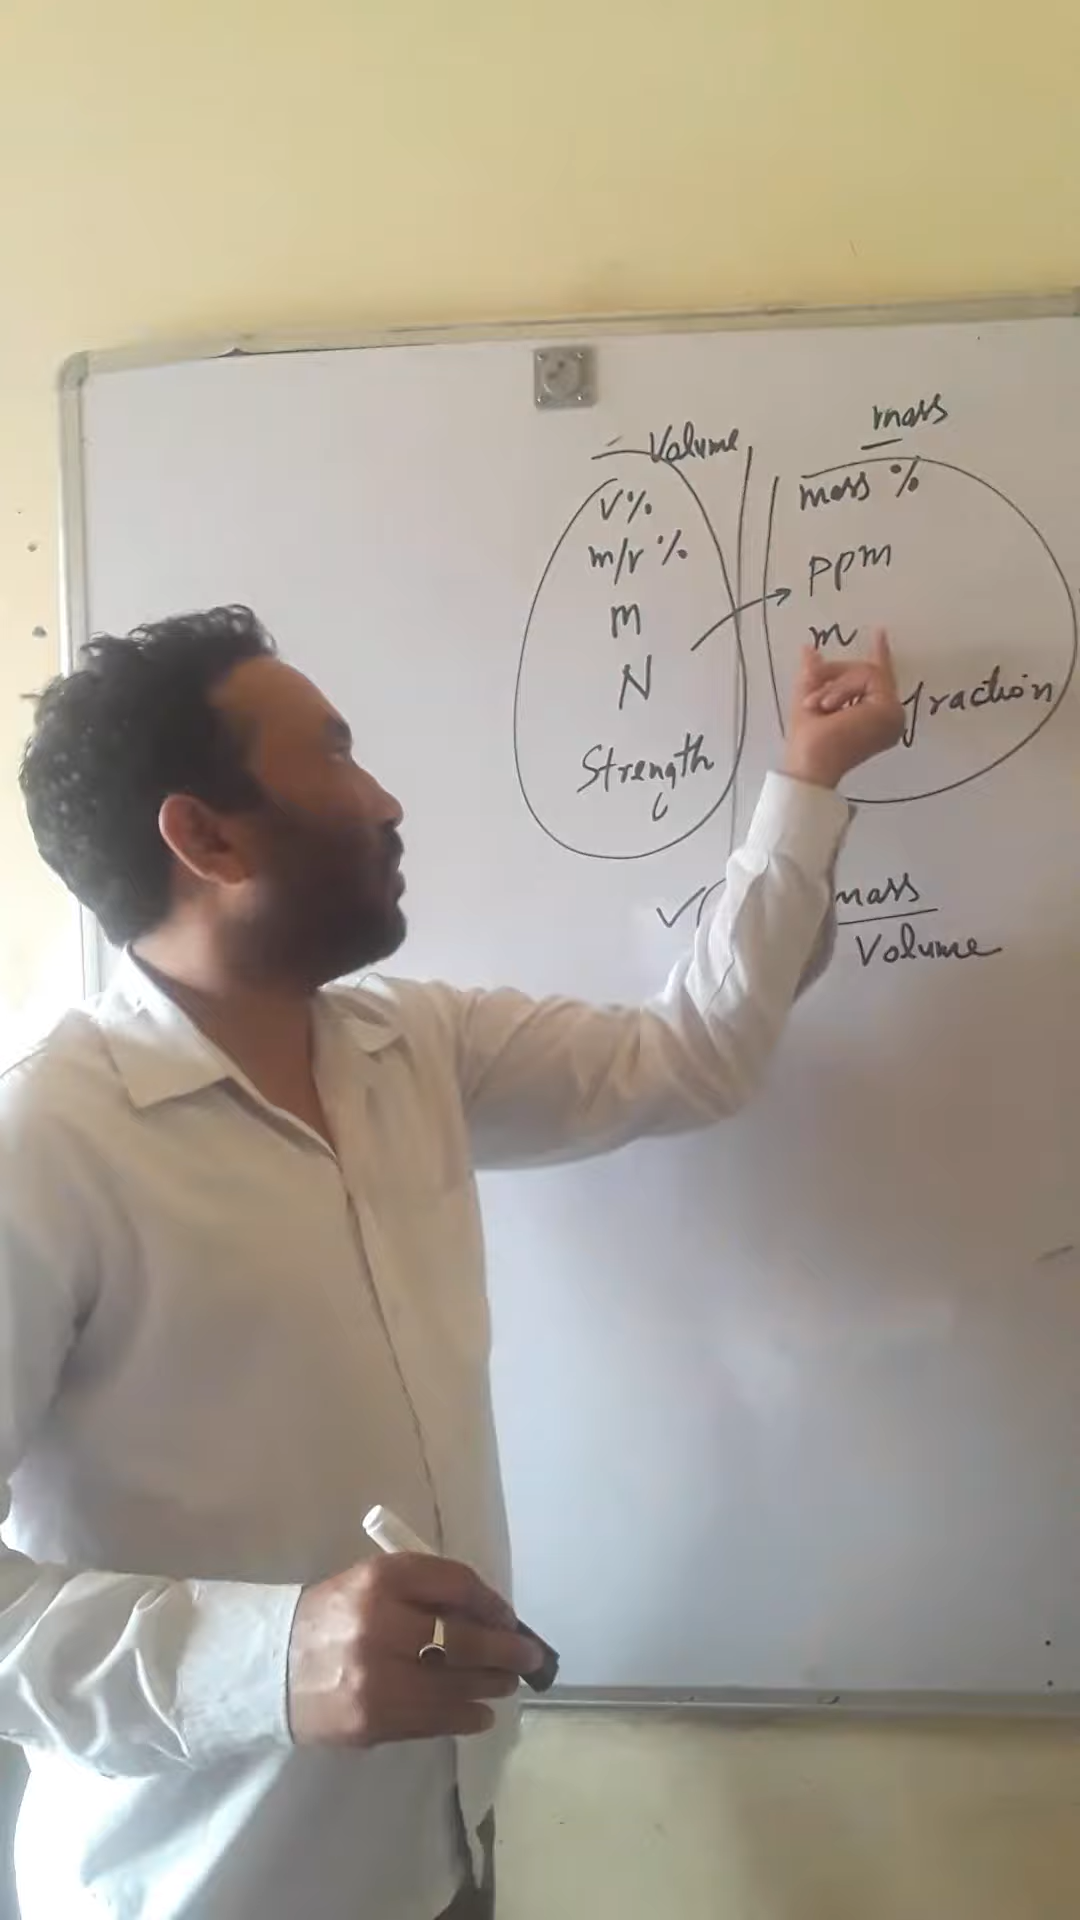 Volume
V%
m/v %
M
N
Strength
mass
mass %
ppm
m
fraction
mass
Volume